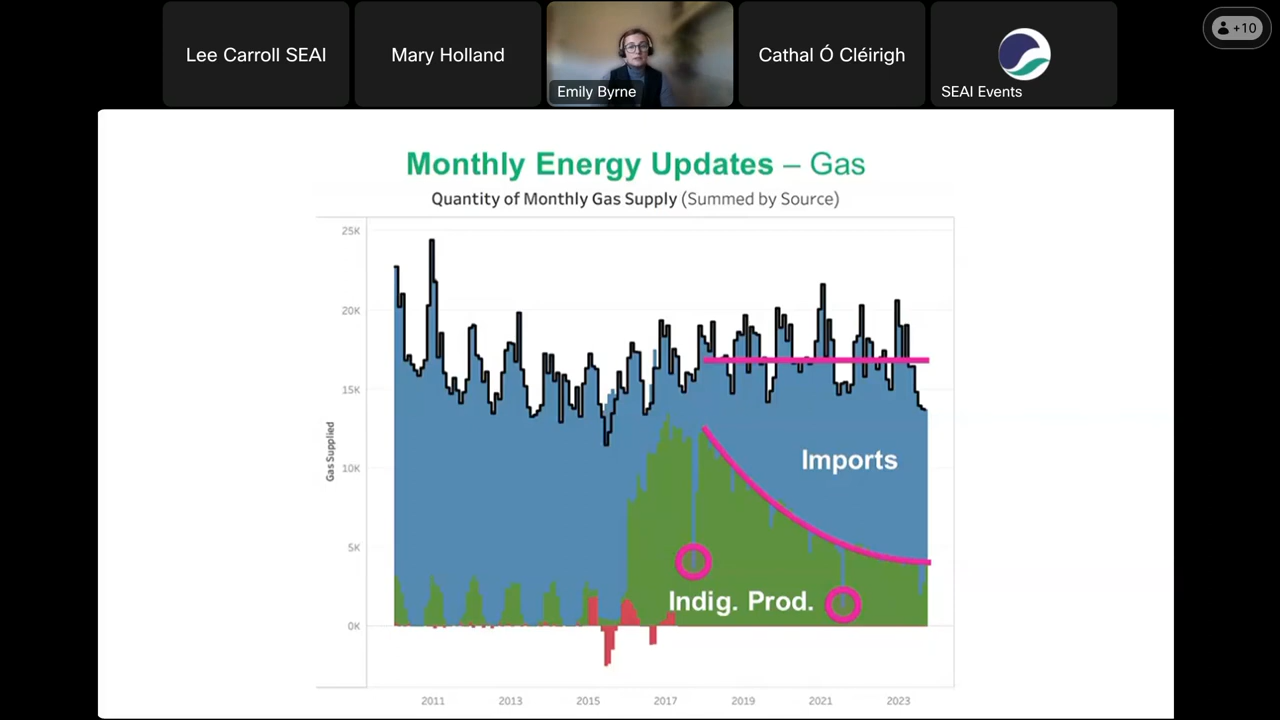 Lee Carroll SEAI
Mary Holland
Emily Byrne
Cathal Ó Cléirigh
SEAI Events
+10
Monthly Energy Updates – Gas
Quantity of Monthly Gas Supply (Summed by Source)
25K
20K
15K
10K
5K
0K
Gas Supplied
Imports
Indig. Prod.
2011
2013
2015
2017
2019
2021
2023